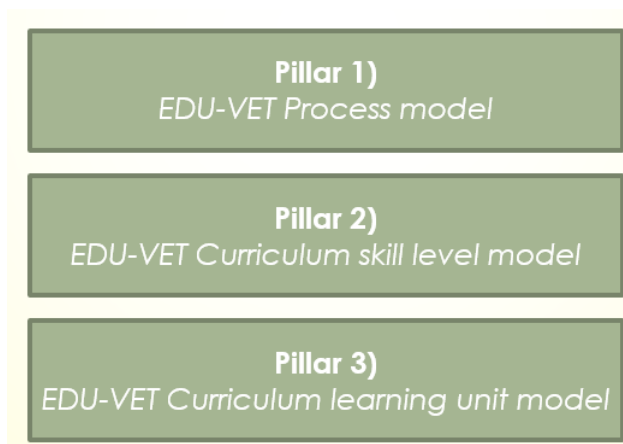 Pillar 1)
EDU-VET Process model
Pillar 2)
EDU-VET Curriculum skill level model
Pillar 3)
EDU-VET Curriculum learning unit model